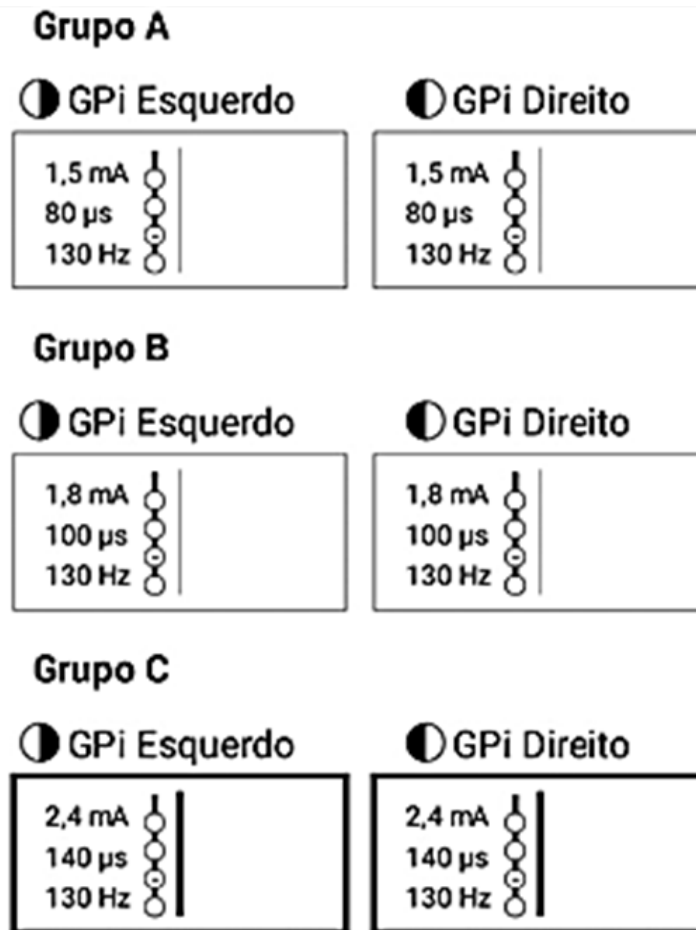 Grupo A
GPi Esquerdo GPi Direito
1,5 mA 1,5 mA
80 µs 80 µs
130 Hz 130 Hz
Grupo B
GPi Esquerdo GPi Direito
1,8 mA 1,8 mA
100 µs 100 µs
130 Hz 130 Hz
Grupo C
GPi Esquerdo GPi Direito
2,4 mA 2,4 mA
140 µs 140 µs
130 Hz 130 Hz